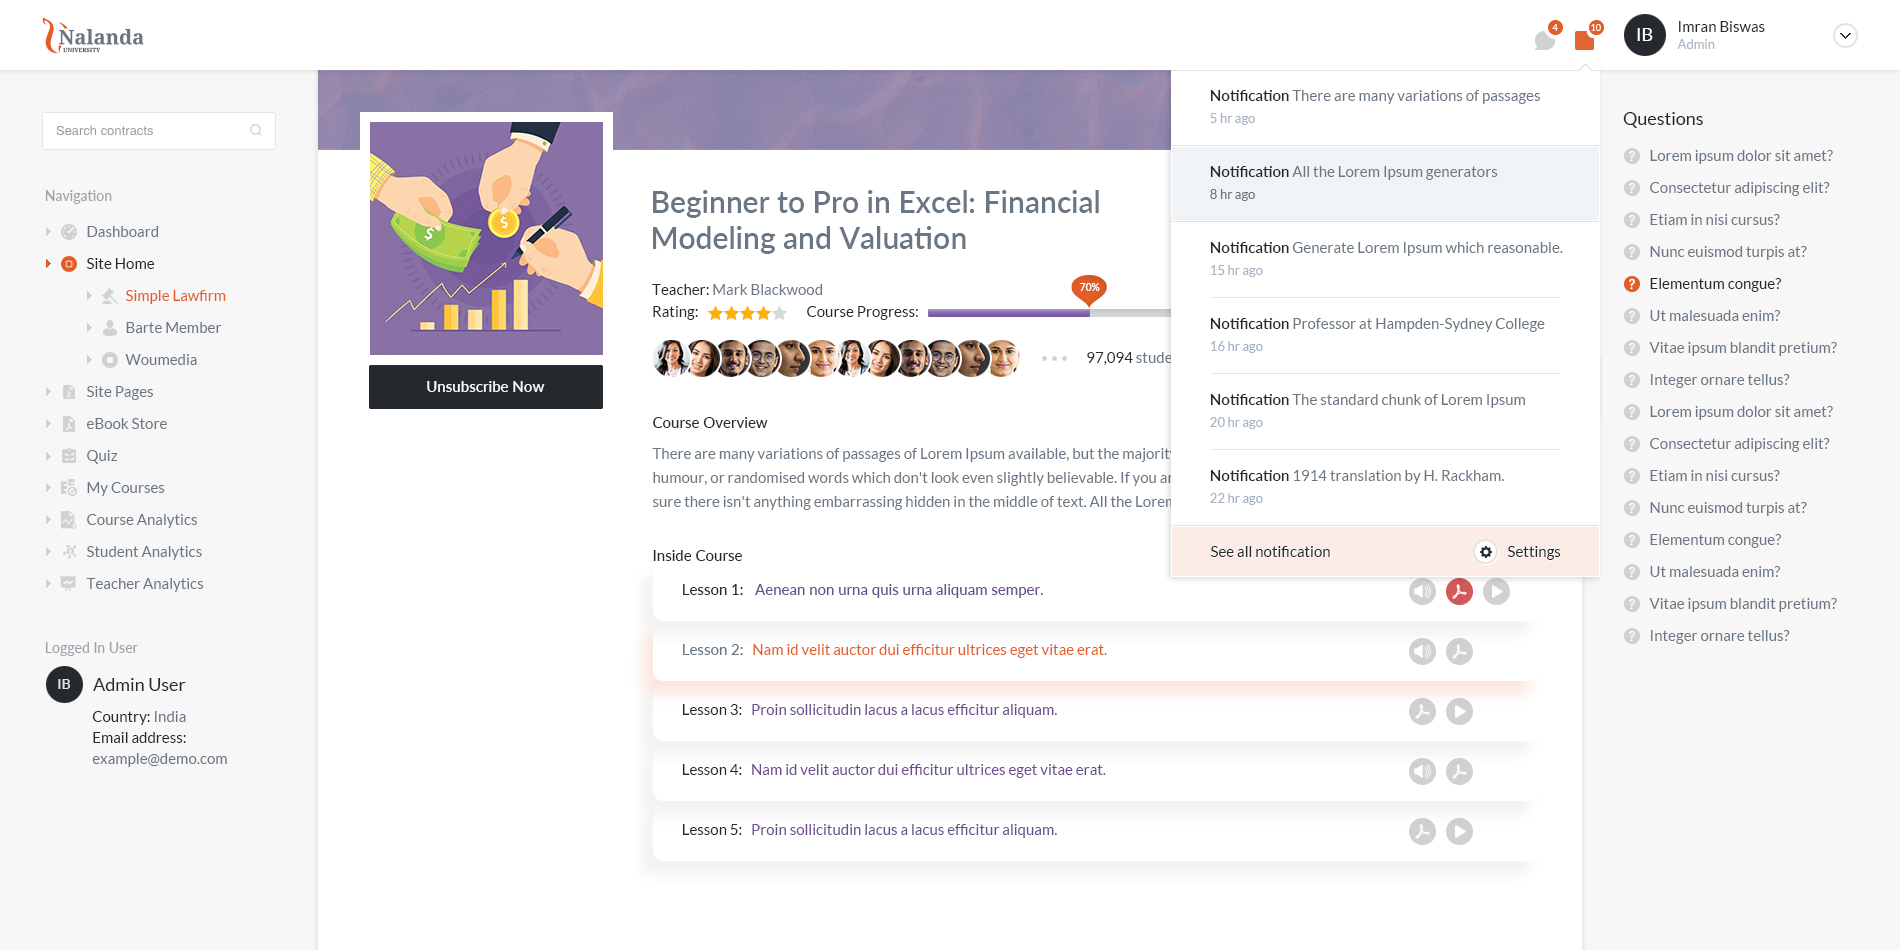 Nalanda
UNIVERSITY
4
10
IB
Imran Biswas
Admin
Search contracts
Navigation
Dashboard
Site Home
Simple Lawfirm
Barte Member
Woumedia
Site Pages
eBook Store
Quiz
My Courses
Course Analytics
Student Analytics
Teacher Analytics
Logged In User
IB
Admin User
Country: India
Email address:
example@demo.com
$
$
Unsubscribe Now
Beginner to Pro in Excel: Financial
Modeling and Valuation
Teacher: Mark Blackwood
Rating:
Course Progress:
70%
97,094 stude
Course Overview
There are many variations of passages of Lorem Ipsum available, but the majority
humour, or randomised words which don't look even slightly believable. If you ar
sure there isn't anything embarrassing hidden in the middle of text. All the Lorem
Inside Course
Lesson 1: Aenean non urna quis urna aliquam semper.
Lesson 2: Nam id velit auctor dui efficitur ultrices eget vitae erat.
Lesson 3: Proin sollicitudin lacus a lacus efficitur aliquam.
Lesson 4: Nam id velit auctor dui efficitur ultrices eget vitae erat.
Lesson 5: Proin sollicitudin lacus a lacus efficitur aliquam.
Notification There are many variations of passages
5 hr ago
Notification All the Lorem Ipsum generators
8 hr ago
Notification Generate Lorem Ipsum which reasonable.
15 hr ago
Notification Professor at Hampden-Sydney College
16 hr ago
Notification The standard chunk of Lorem Ipsum
20 hr ago
Notification 1914 translation by H. Rackham.
22 hr ago
See all notification
Settings
Questions
? Lorem ipsum dolor sit amet?
? Consectetur adipiscing elit?
? Etiam in nisi cursus?
? Nunc euismod turpis at?
? Elementum congue?
? Ut malesuada enim?
? Vitae ipsum blandit pretium?
? Integer ornare tellus?
? Lorem ipsum dolor sit amet?
? Consectetur adipiscing elit?
? Etiam in nisi cursus?
? Nunc euismod turpis at?
? Elementum congue?
? Ut malesuada enim?
? Vitae ipsum blandit pretium?
? Integer ornare tellus?